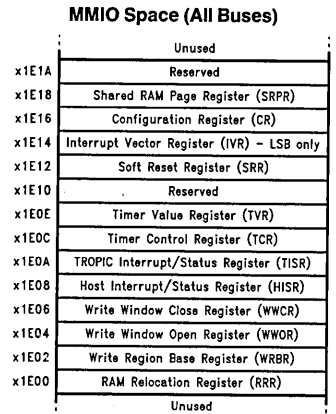 MMIO Space (All Buses)
Unused
x1E1A Reserved
x1E18 Shared RAM Page Register (SRPR)
x1E16 Configuration Register (CR)
x1E14 Interrupt Vector Register (IVR) – LSB only
x1E12 Soft Reset Register (SRR)
x1E10 Reserved
x1E0E Timer Value Register (TVR)
x1E0C Timer Control Register (TCR)
x1E0A TROPIC Interrupt/Status Register (TISR)
x1E08 Host Interrupt/Status Register (HISR)
x1E06 Write Window Close Register (WWCR)
x1E04 Write Window Open Register (WWOR)
x1E02 Write Region Base Register (WRBR)
x1E00 RAM Relocation Register (RRR)
Unused